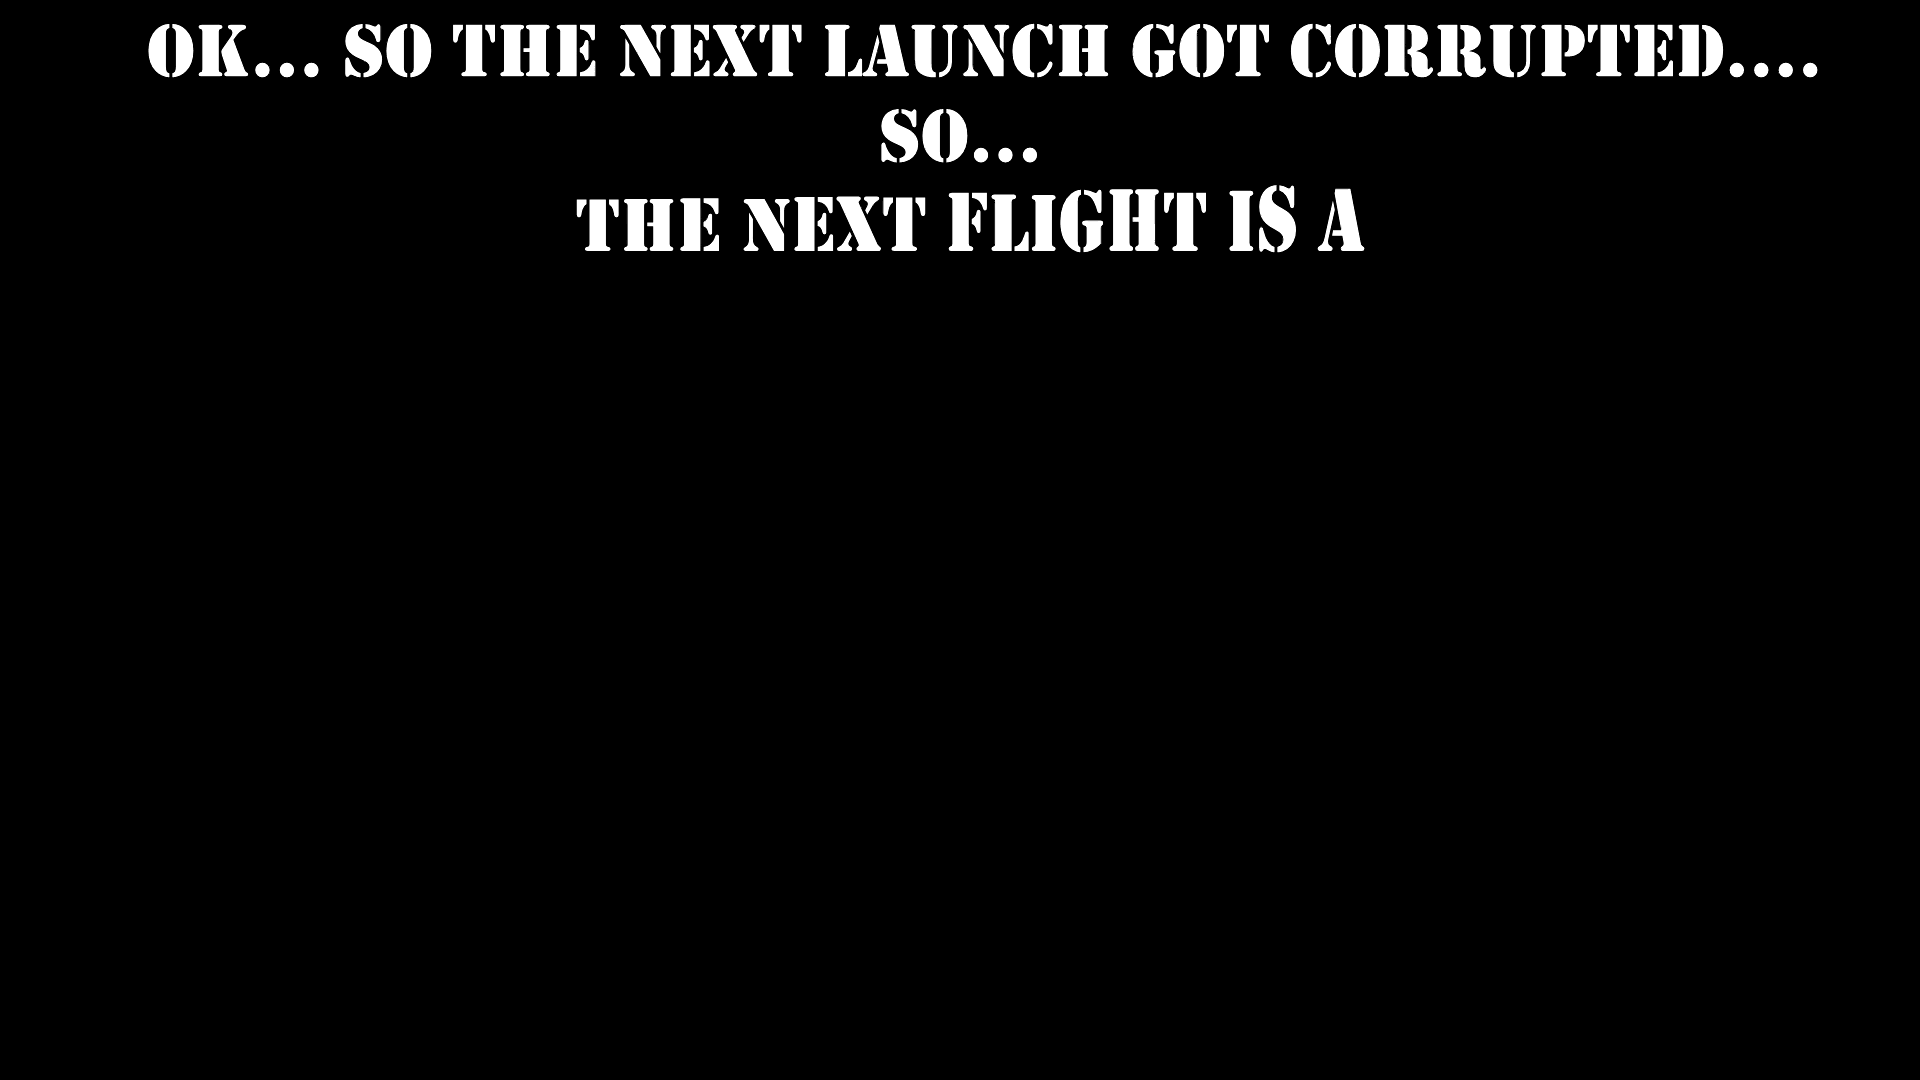 OK... SO THE NEXT LAUNCH GOT CORRUPTED....
SO...
THE NEXT FLIGHT IS A